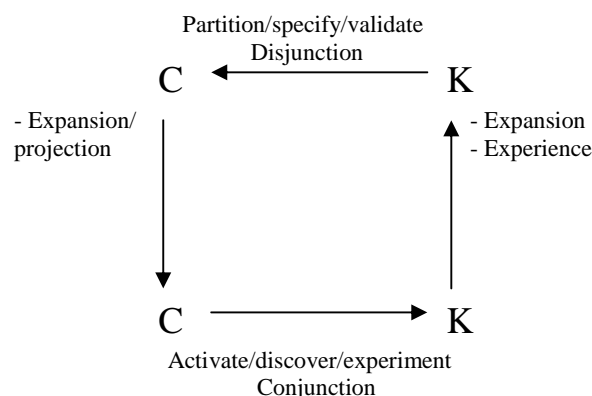 Partition/specify/validate
Disjunction
C
K
- Expansion/
projection
- Expansion
- Experience
C
K
Activate/discover/experiment
Conjunction